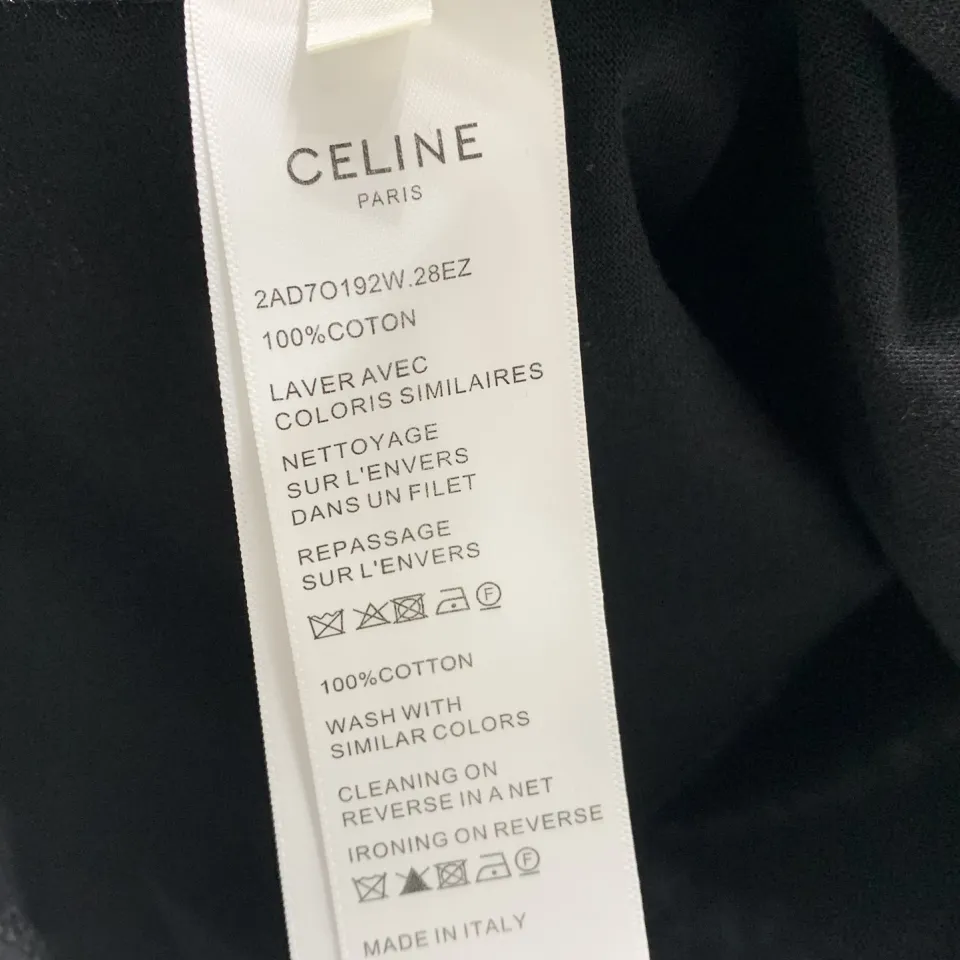 CELINE
PARIS
2AD7O192W.28EZ
100%COTON
LAVER AVEC
COLORIS SIMILAIRES
NETTOYAGE
SUR L'ENVERS
DANS UN FILET
REPASSAGE
SUR L'ENVERS
F
100%COTTON
WASH WITH
SIMILAR COLORS
CLEANING ON
REVERSE IN A NET
IRONING ON REVERSE
F
MADE IN ITALY